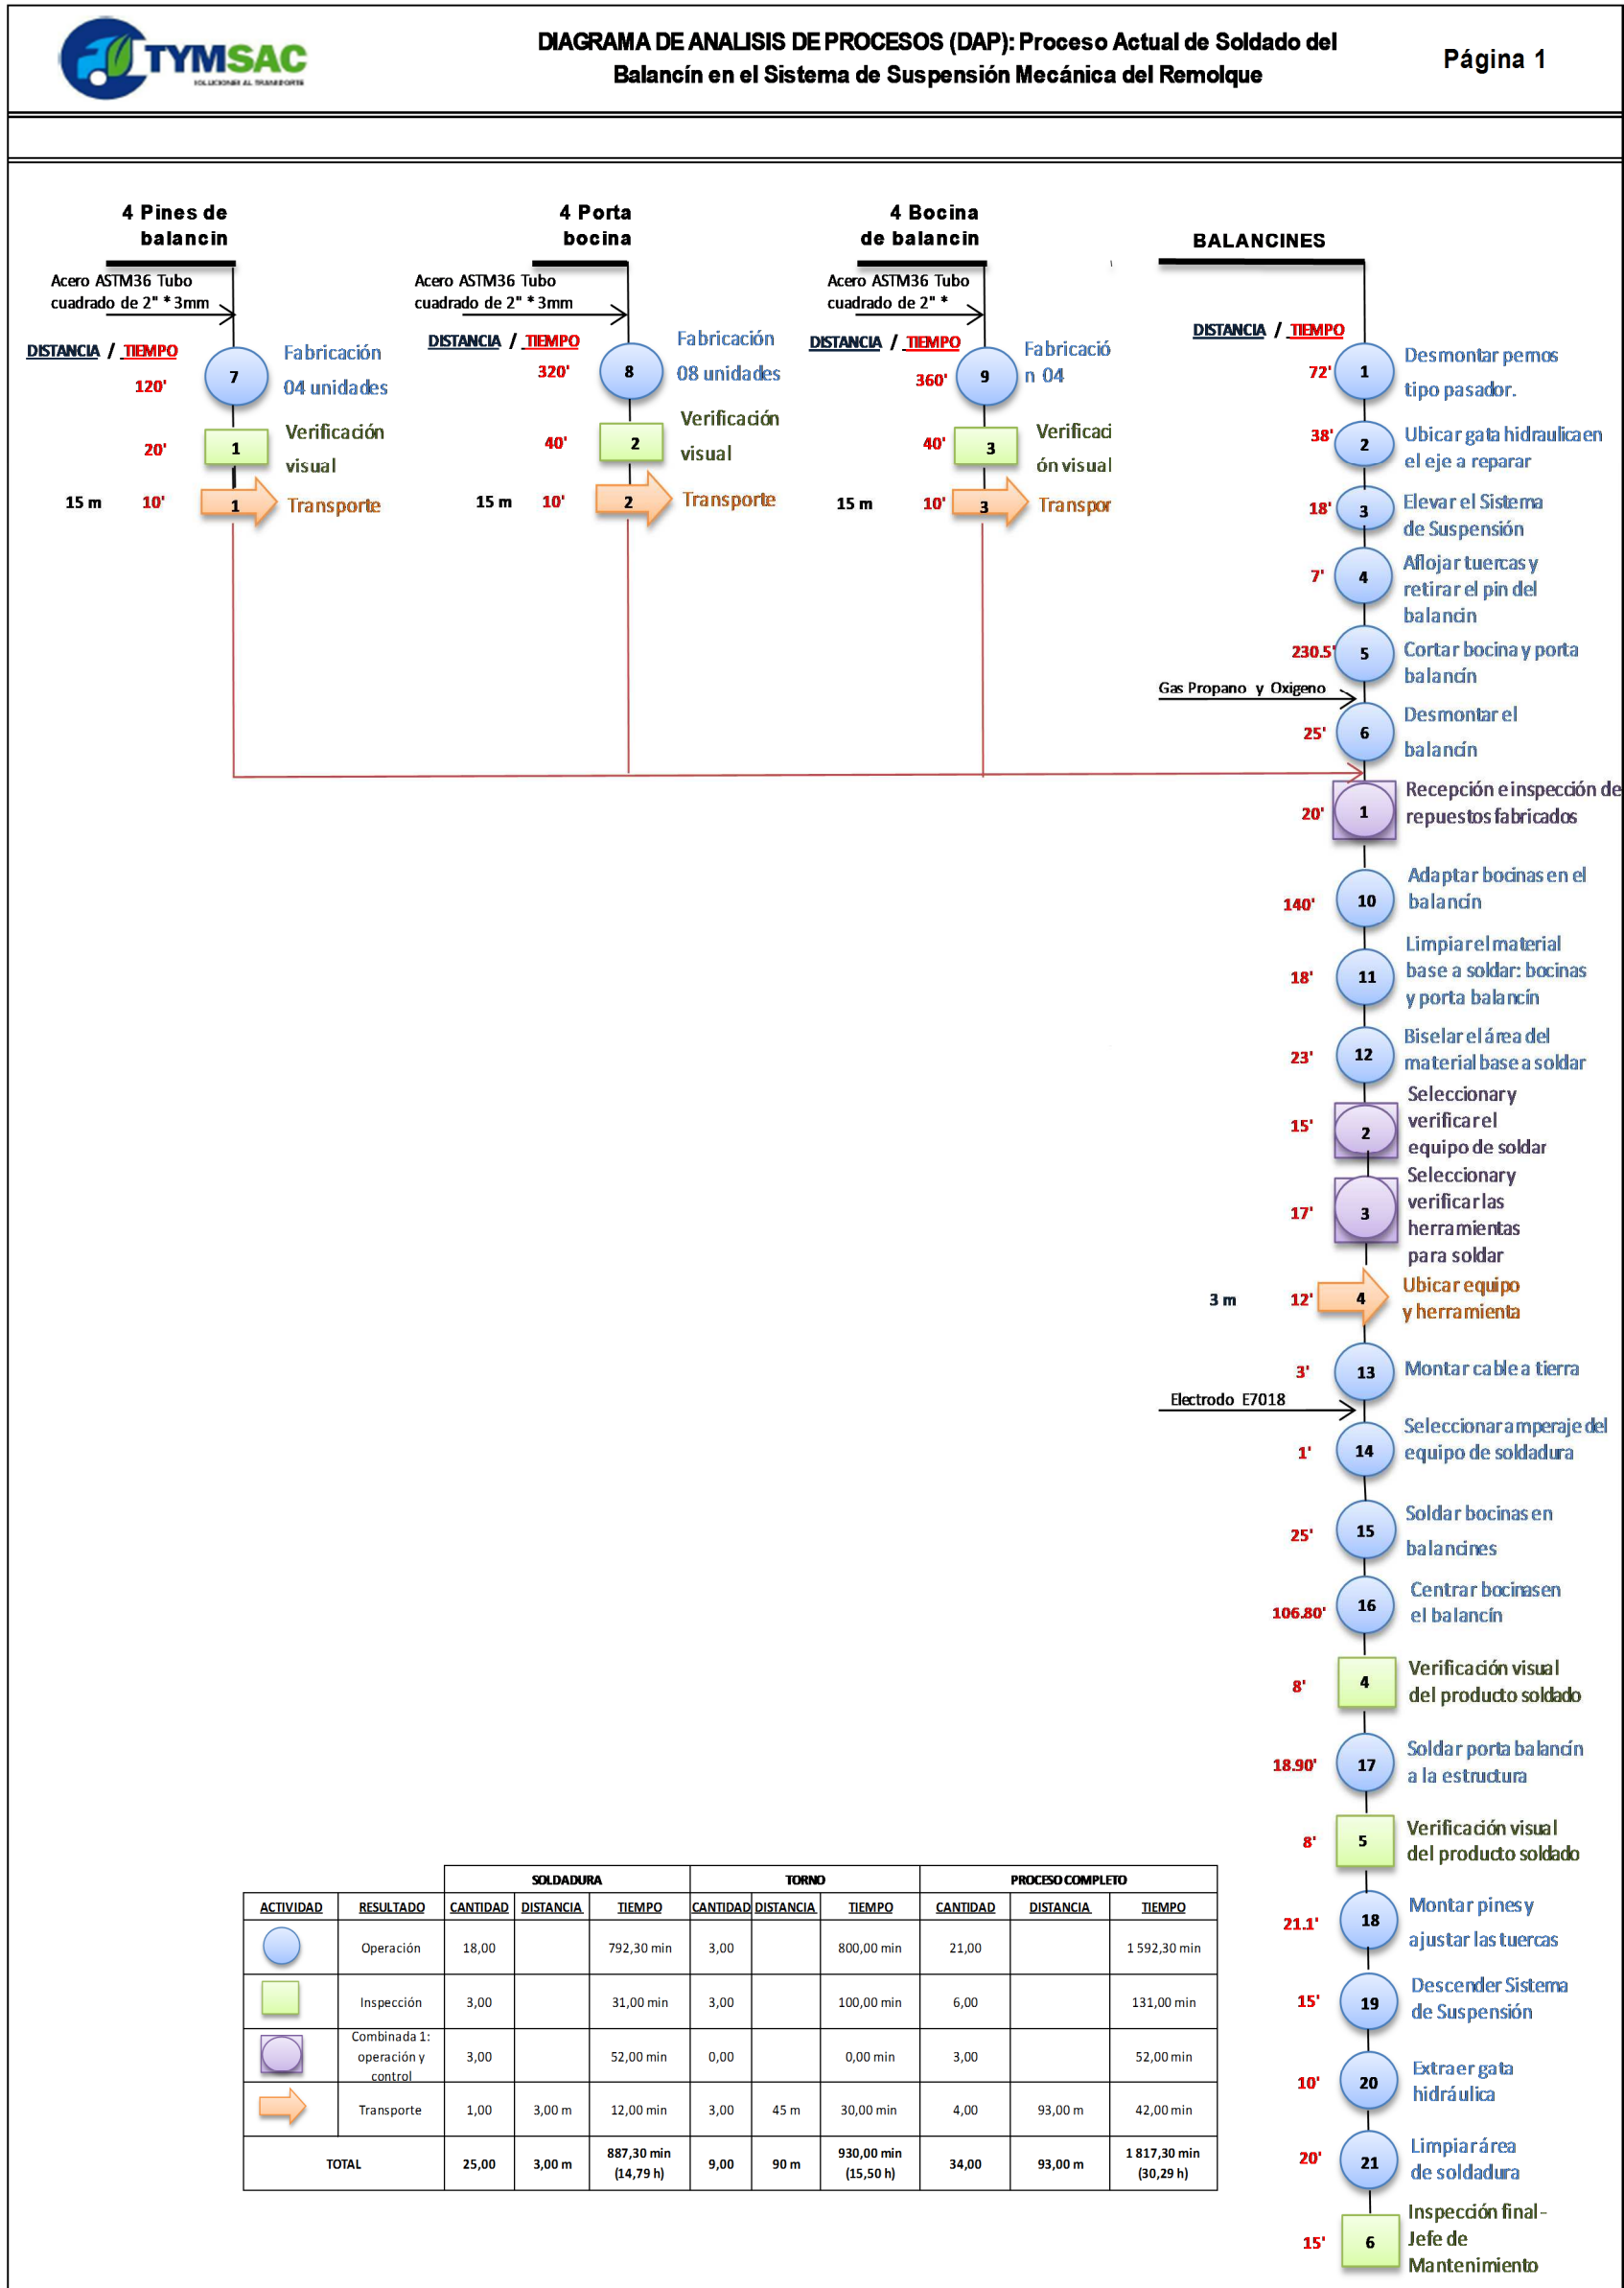 TYMSAC
SOLUCIONES AL TRANSPORTE
DIAGRAMA DE ANALISIS DE PROCESOS (DAP): Proceso Actual de Soldado del
Balancín en el Sistema de Suspensión Mecánica del Remolque
Página 1
4 Pines de
balancin
Acero ASTM36 Tubo
cuadrado de 2" * 3mm
DISTANCIA / TIEMPO
120'
7
Fabricación
04 unidades
20'
1
Verificación
visual
15 m
10'
1
Transporte
4 Porta
bocina
Acero ASTM36 Tubo
cuadrado de 2" * 3mm
DISTANCIA / TIEMPO
320'
8
Fabricación
08 unidades
40'
2
Verificación
visual
15 m
10'
2
Transporte
4 Bocina
de balancin
Acero ASTM36 Tubo
cuadrado de 2" *
DISTANCIA / TIEMPO
360'
9
Fabricació
n 04
40'
3
Verificaci
ón visual
15 m
10'
3
Transpor
BALANCINES
DISTANCIA / TIEMPO
72'
1
Desmontar pernos
tipo pasador.
38'
2
Ubicar gata hidraulica en
el eje a reparar
18'
3
Elevar el Sistema
de Suspensión
7'
4
Aflojar tuercas y
retirar el pin del
balancin
230.5'
5
Cortar bocina y porta
balancín
Gas Propano y Oxigeno
25'
6
Desmontar el
balancín
20'
1
Recepción e inspección de
repuestos fabricados
140'
10
Adaptar bocinas en el
balancín
18'
11
Limpiar el material
base a soldar: bocinas
y porta balancín
23'
12
Biselar el área del
material base a soldar
15'
2
Seleccionar y
verificar el
equipo de soldar
17'
3
Seleccionar y
verificar las
herramientas
para soldar
3 m
12'
4
Ubicar equipo
y herramienta
3'
13
Montar cable a tierra
Electrodo E7018
1'
14
Seleccionar amperaje del
equipo de soldadura
25'
15
Soldar bocinas en
balancines
106.80'
16
Centrar bocinas en
el balancín
8'
4
Verificación visual
del producto soldado
18.90'
17
Soldar porta balancín
a la estructura
8'
5
Verificación visual
del producto soldado
21.1'
18
Montar pines y
ajustar las tuercas
15'
19
Descender Sistema
de Suspensión
10'
20
Extraer gata
hidráulica
20'
21
Limpiar área
de soldadura
15'
6
Inspección final -
Jefe de
Mantenimiento
SOLDADURA TORNO PROCESO COMPLETO
ACTIVIDAD RESULTADO CANTIDAD DISTANCIA TIEMPO CANTIDAD DISTANCIA TIEMPO CANTIDAD DISTANCIA TIEMPO
Operación 18,00 792,30 min 3,00 800,00 min 21,00 1 592,30 min
Inspección 3,00 31,00 min 3,00 100,00 min 6,00 131,00 min
Combinada 1:
operación y
control
3,00 52,00 min 0,00 0,00 min 3,00 52,00 min
Transporte 1,00 3,00 m 12,00 min 3,00 45 m 30,00 min 4,00 93,00 m 42,00 min
TOTAL 25,00 3,00 m 887,30 min (14,79 h) 9,00 90 m 930,00 min (15,50 h) 34,00 93,00 m 1 817,30 min (30,29 h)